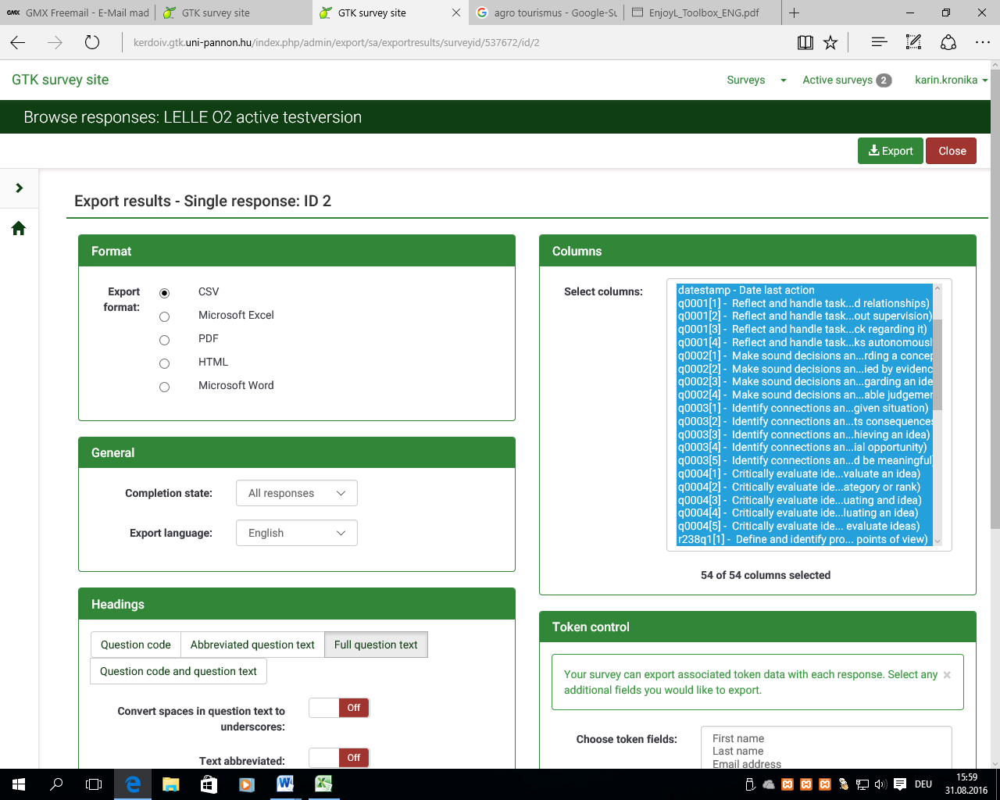 GMX GMX Freemail - E-Mail mad
GTK survey site
GTK survey site
agro tourismus - Google-Su
EnjoyL_Toolbox_ENG.pdf
kerdoiv.gtk.uni-pannon.hu/index.php/admin/export/sa/exportresults/surveyid/537672/id/2
GTK survey site
Surveys
Active surveys 2
karin.kronika
Browse responses: LELLE O2 active testversion
Export
Close
Export results - Single response: ID 2
Format
Export format:
CSV
Microsoft Excel
PDF
HTML
Microsoft Word
General
Completion state: All responses
Export language: English
Headings
Question code
Abbreviated question text
Full question text
Question code and question text
Convert spaces in question text to
underscores:
Off
Text abbreviated:
Off
Columns
Select columns:
datestamp - Date last action
q0001[1] - Reflect and handle task...d relationships)
q0001[2] - Reflect and handle task...out supervision)
q0001[3] - Reflect and handle task...ck regarding it)
q0001[4] - Reflect and handle task...ks autonomousl
q0002[1] - Make sound decisions an...rding a concep
q0002[2] - Make sound decisions an...ied by evidenc
q0002[3] - Make sound decisions an...garding an ide
q0002[4] - Make sound decisions an...able judgemer
q0003[1] - Identify connections an...given situation)
q0003[2] - Identify connections an...ts consequences
q0003[3] - Identify connections an...hieving an idea)
q0003[4] - Identify connections an...ial opportunity)
q0003[5] - Identify connections an...d be meaningful)
q0004[1] - Critically evaluate ide...valuate an idea)
q0004[2] - Critically evaluate ide...ategory or rank)
q0004[3] - Critically evaluate ide...uating and idea)
q0004[4] - Critically evaluate ide...luating an idea)
q0004[5] - Critically evaluate ide... evaluate ideas)
r238q1[1] - Define and identify pro... points of view)
54 of 54 columns selected
Token control
Your survey can export associated token data with each response. Select any
additional fields you would like to export.
Choose token fields:
First name
Last name
Email address
DEU
15:59
31.08.2016